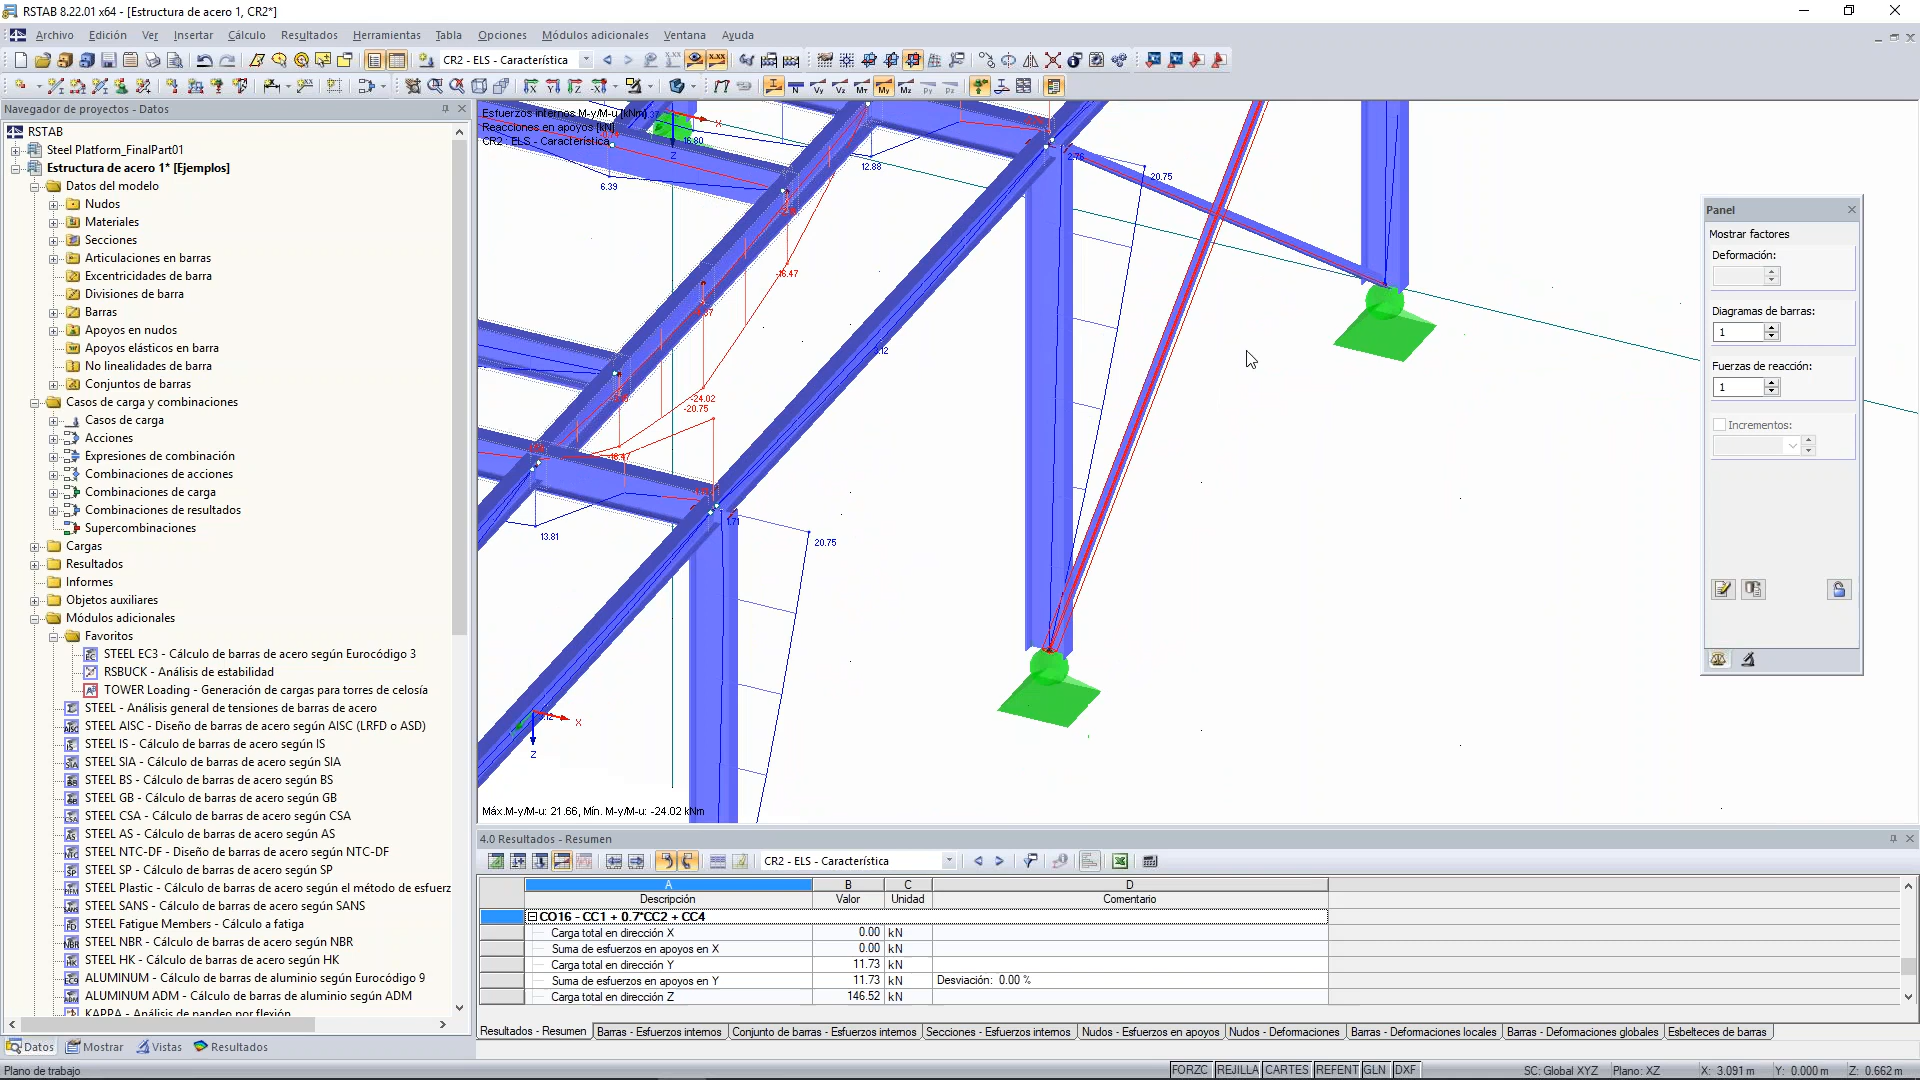 RSTAB 8.22.01 x64 - [Estructura de acero 1, CR2*]
Archivo Edición Ver Insertar Cálculo Resultados Herramientas Tabla Opciones Módulos adicionales Ventana Ayuda
CR2 - ELS - Característica
Navegador de proyectos - Datos
RSTAB
Steel Platform_FinalPart01
Estructura de acero 1* [Ejemplos]
Datos del modelo
Nudos
Materiales
Secciones
Articulaciones en barras
Excentricidades de barra
Divisiones de barra
Barras
Apoyos en nudos
Apoyos elásticos en barra
No linealidades de barra
Conjuntos de barras
Casos de carga y combinaciones
Casos de carga
Acciones
Expresiones de combinación
Combinaciones de acciones
Combinaciones de carga
Combinaciones de resultados
Supercombinaciones
Cargas
Resultados
Informes
Objetos auxiliares
Módulos adicionales
Favoritos
STEEL EC3 - Cálculo de barras de acero según Eurocódigo 3
RSBUCK - Análisis de estabilidad
TOWER Loading - Generación de cargas para torres de celosía
STEEL - Análisis general de tensiones de barras de acero
STEEL AISC - Diseño de barras de acero según AISC (LRFD o ASD)
STEEL IS - Cálculo de barras de acero según IS
STEEL SIA - Cálculo de barras de acero según SIA
STEEL BS - Cálculo de barras de acero según BS
STEEL GB - Cálculo de barras de acero según GB
STEEL CSA - Cálculo de barras de acero según CSA
STEEL AS - Cálculo de barras de acero según AS
STEEL NTC-DF - Diseño de barras de acero según NTC-DF
STEEL SP - Cálculo de barras de acero según SP
STEEL Plastic - Cálculo de barras de acero según el método de esfuerz
STEEL SANS - Cálculo de barras de acero según SANS
STEEL Fatigue Members - Cálculo a fatiga
STEEL NBR - Cálculo de barras de acero según NBR
STEEL HK - Cálculo de barras de acero según HK
ALUMINUM - Cálculo de barras de aluminio según Eurocódigo 9
ALUMINUM ADM - Cálculo de barras de aluminio según ADM
KAPPA - Análisis de pandeo por flexión
Datos Mostrar Vistas Resultados
Plano de trabajo
Esfuerzos internos M-y/M-u [kNm]
Reacciones en apoyos [kN]
CR2 : ELS - Característica
X
16.80
Z
6.39
12.88
2.76
20.75
-16.47
3.12
-24.02
-20.75
-16.47
1.71
13.81
20.75
X
Z
Máx.M-y/M-u: 21.66, Mín. M-y/M-u: -24.02 kNm
Panel
Mostrar factores
Deformación:
Diagramas de barras:
1
Fuerzas de reacción:
1
Incrementos:
4.0 Resultados - Resumen
CR2 - ELS - Característica
A B C D
Descripción Valor Unidad Comentario
CO16 - CC1 + 0.7*CC2 + CC4
Carga total en dirección X 0.00 kN
Suma de esfuerzos en apoyos en X 0.00 kN
Carga total en dirección Y 11.73 kN
Suma de esfuerzos en apoyos en Y 11.73 kN Desviación: 0.00 %
Carga total en dirección Z 146.52 kN
Resultados - Resumen Barras - Esfuerzos internos Conjunto de barras - Esfuerzos internos Secciones - Esfuerzos internos Nudos - Esfuerzos en apoyos Nudos - Deformaciones Barras - Deformaciones locales Barras - Deformaciones globales Esbelteces de barras
FORZC REJILLA CARTES REFENT GLN DXF SC: Global XYZ Plano: XZ X: 3.091 m Y: 0.000 m Z: 0.662 m